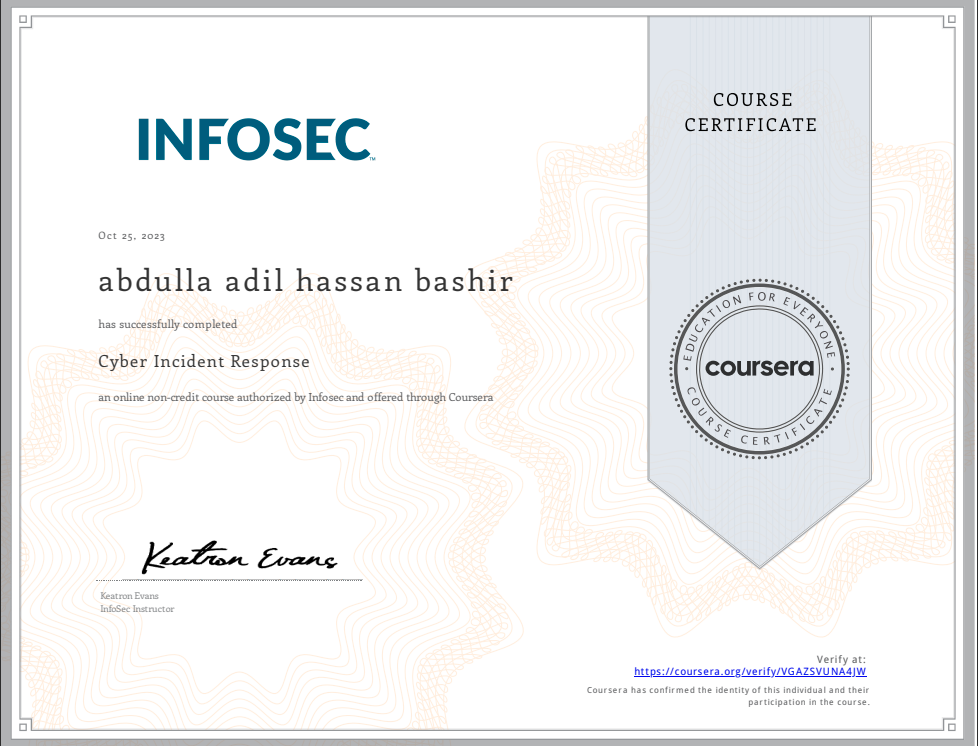 INFOSEC™
COURSE
CERTIFICATE
Oct 25, 2023
abdulla adil hassan bashir
has successfully completed
Cyber Incident Response
an online non-credit course authorized by Infosec and offered through Coursera
EDUCATION FOR EVERYONE
coursera
COURSE CERTIFICATE
Keatron Evans
Keatron Evans
InfoSec Instructor
Verify at:
https://coursera.org/verify/VGAZSVUNA4JW
Coursera has confirmed the identity of this individual and their
participation in the course.